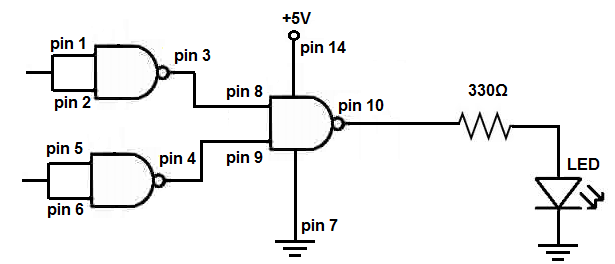 +5V
pin 1
pin 3
pin 14
pin 2
pin 8
pin 10
330Ω
pin 5
pin 4
pin 9
LED
pin 6
pin 7